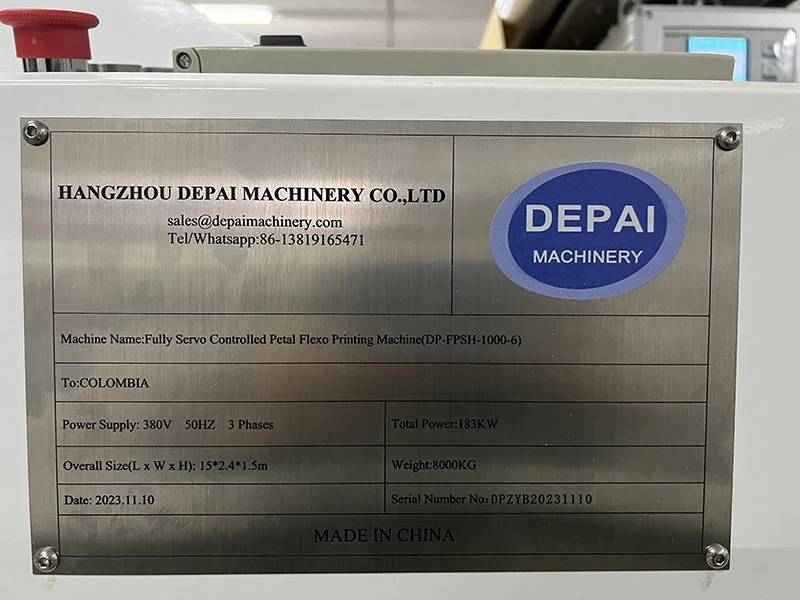 HANGZHOU DEPAI MACHINERY CO.,LTD
sales@depaimachinery.com
Tel/Whatsapp:86-13819165471
DEPAI
MACHINERY
Machine Name:Fully Servo Controlled Petal Flexo Printing Machine(DP-FPSH-1000-6)
To:COLOMBIA
Power Supply: 380V 50HZ 3 Phases
Total Power:183KW
Overall Size(L x W x H): 15*2.4*1.5m
Weight:8000KG
Date: 2023.11.10
Serial Number No:DPZYB20231110
MADE IN CHINA